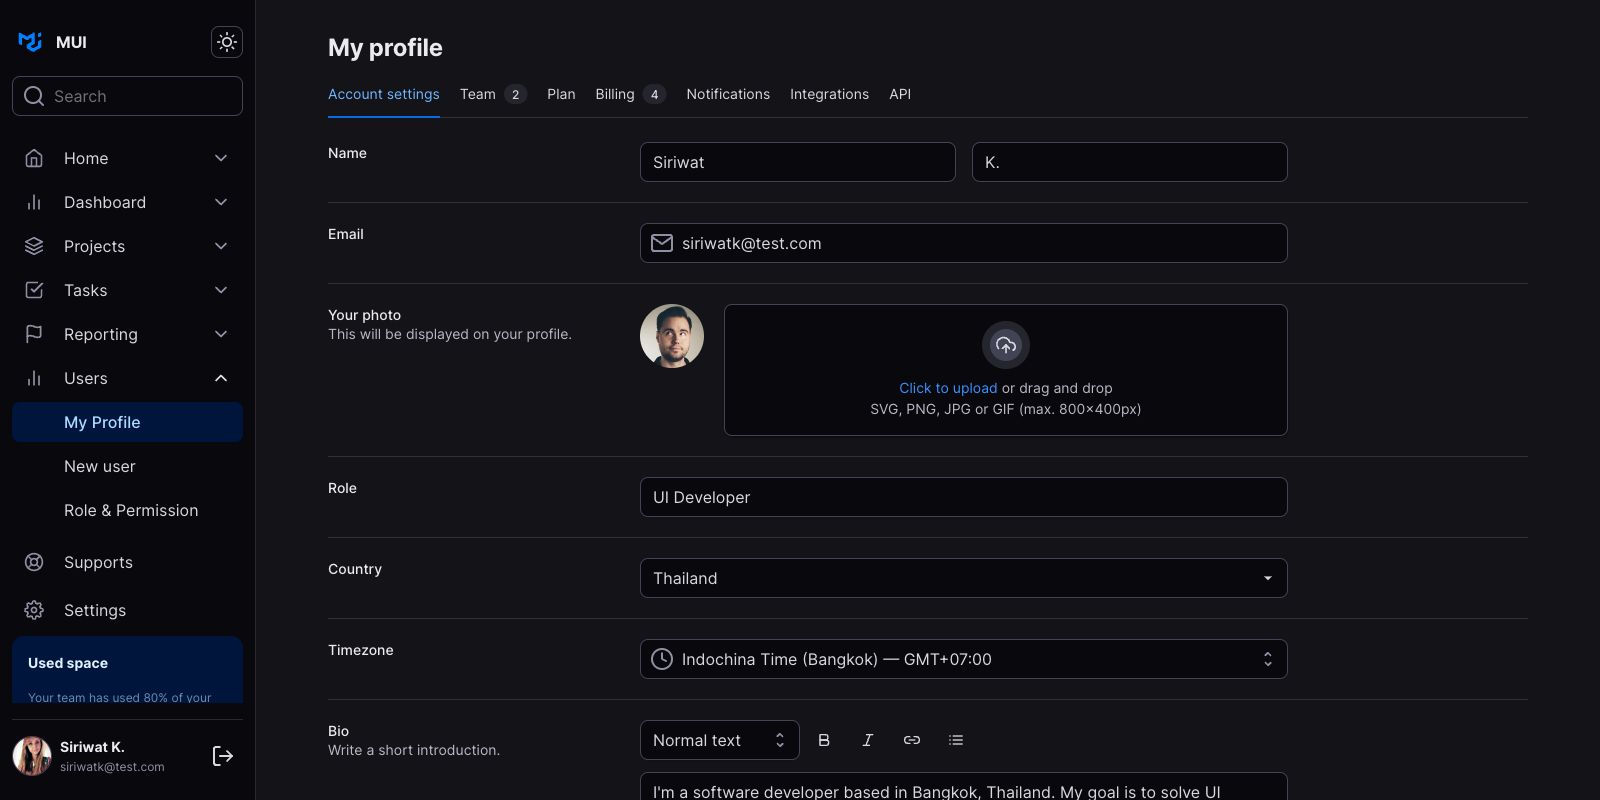 MUI
Search
Home
Dashboard
Projects
Tasks
Reporting
Users
My Profile
New user
Role & Permission
Supports
Settings
Used space
Your team has used 80% of your
Siriwat K.
siriwatk@test.com
My profile
Account settings Team 2 Plan Billing 4 Notifications Integrations API
Name
Siriwat K.
Email
siriwatk@test.com
Your photo
This will be displayed on your profile.
Click to upload or drag and drop
SVG, PNG, JPG or GIF (max. 800×400px)
Role
UI Developer
Country
Thailand
Timezone
Indochina Time (Bangkok) — GMT+07:00
Bio
Write a short introduction.
Normal text B I
I'm a software developer based in Bangkok, Thailand. My goal is to solve UI